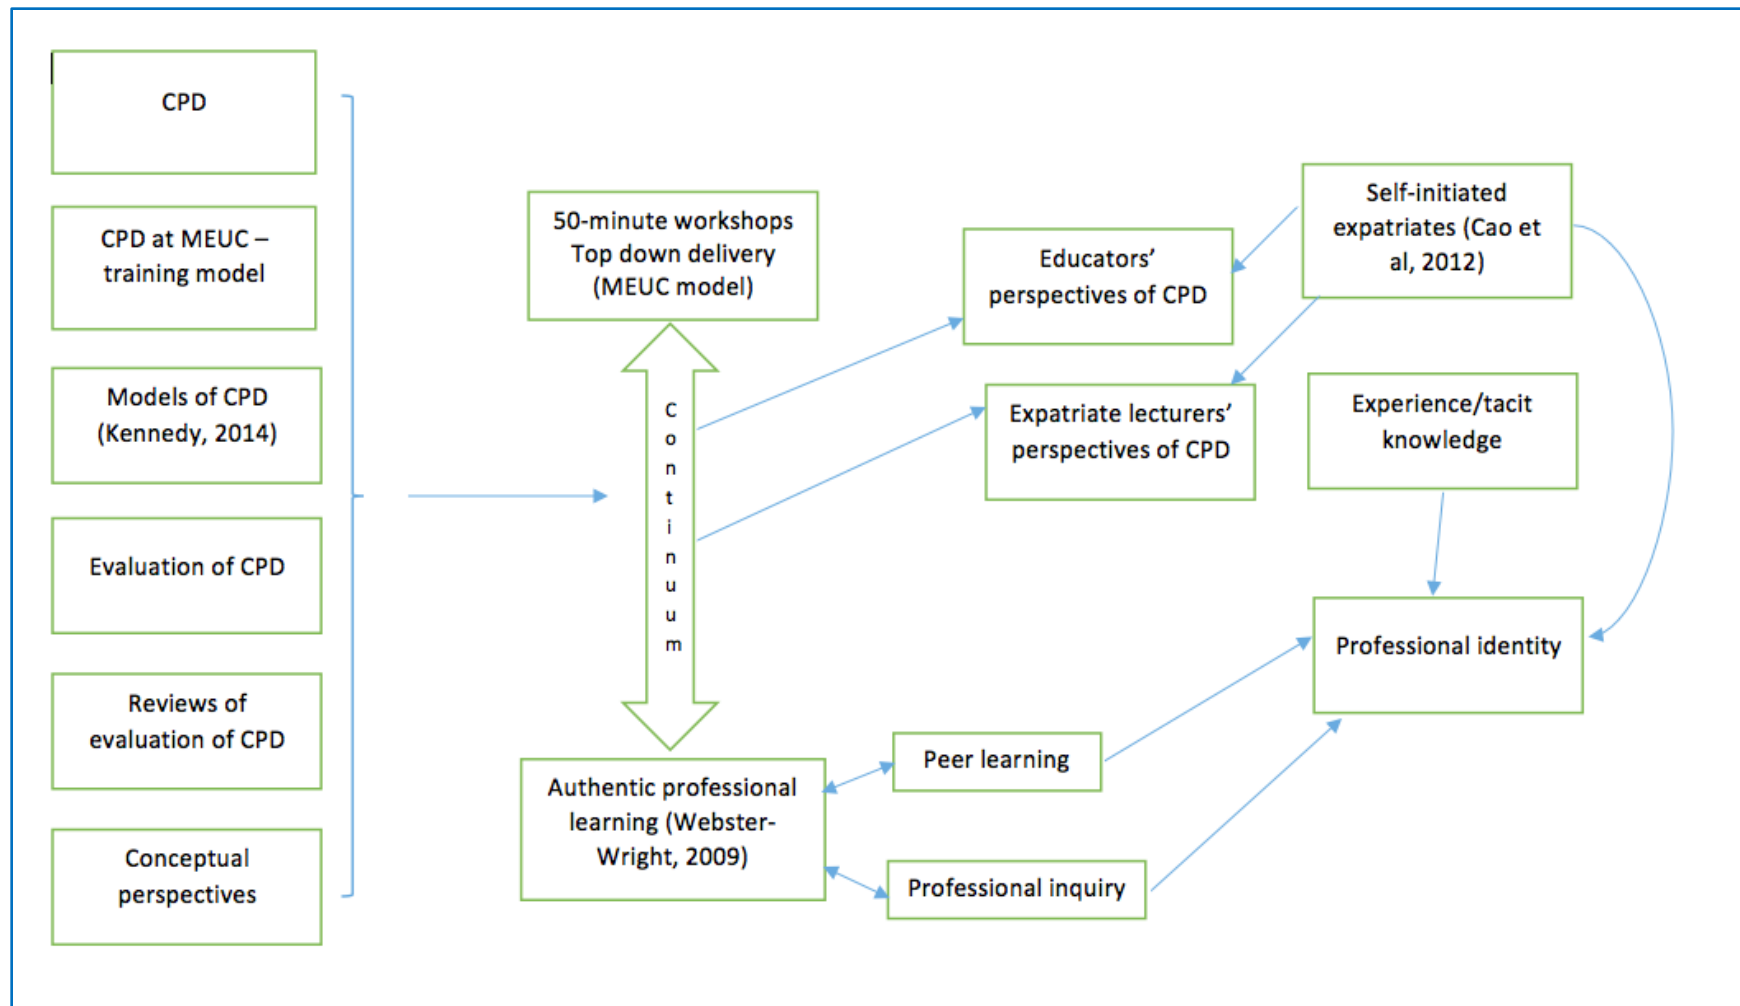 CPD
CPD at MEUC –
training model
Models of CPD
(Kennedy, 2014)
Evaluation of CPD
Reviews of
evaluation of CPD
Conceptual
perspectives
50-minute workshops
Top down delivery
(MEUC model)
Continuum
Authentic professional
learning (Webster-
Wright, 2009)
Educators’
perspectives of CPD
Expatriate lecturers’
perspectives of CPD
Peer learning
Professional inquiry
Self-initiated
expatriates (Cao et
al, 2012)
Experience/tacit
knowledge
Professional identity